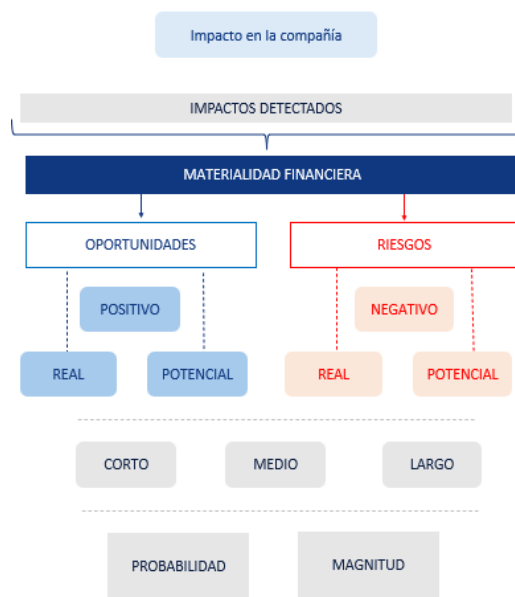 Impacto en la compañía
IMPACTOS DETECTADOS
MATERIALIDAD FINANCIERA
OPORTUNIDADES
RIESGOS
POSITIVO
NEGATIVO
REAL
POTENCIAL
REAL
POTENCIAL
CORTO
MEDIO
LARGO
PROBABILIDAD
MAGNITUD